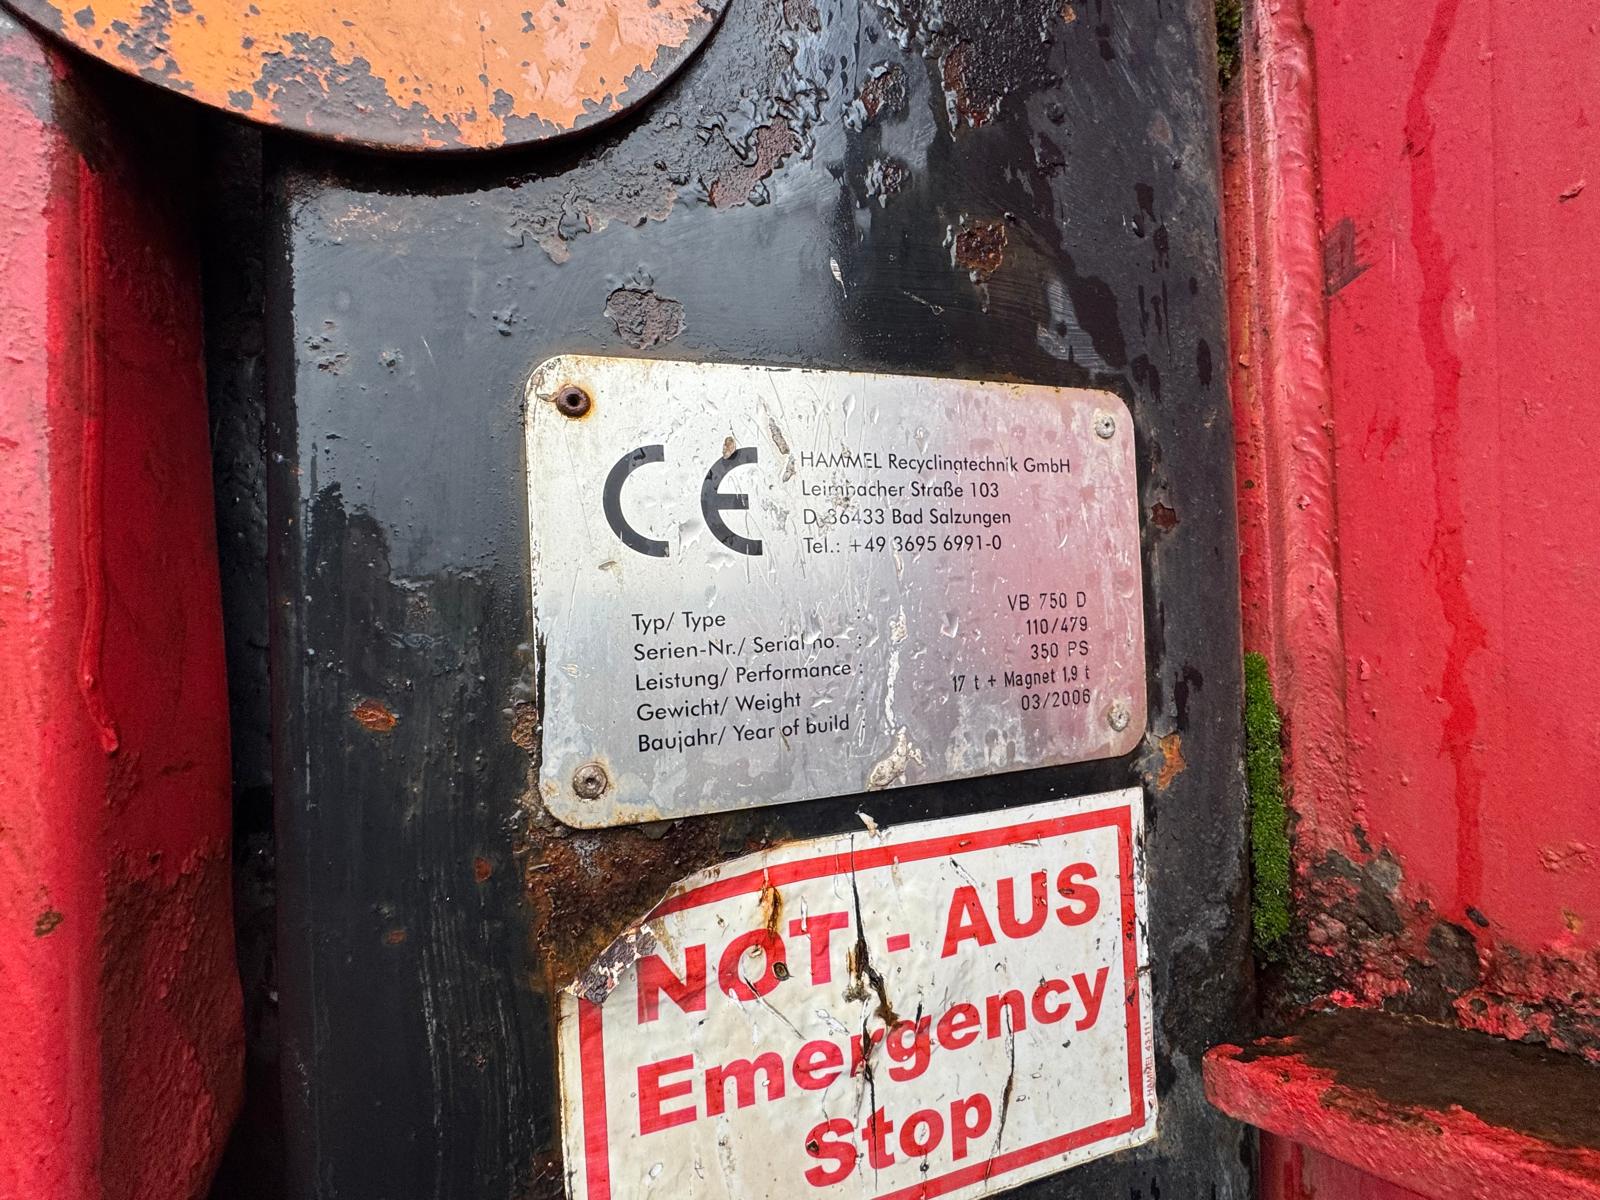 CE
HAMMEL Recyclingtechnik GmbH
Leimbacher Straße 103
D-36433 Bad Salzungen
Tel.: +49 3695 6991-0
Typ/ Type : VB 750 D
Serien-Nr./ Serial no. : 110/479
Leistung/ Performance : 350 PS
Gewicht/ Weight : 17 t + Magnet 1,9 t
Baujahr/ Year of build : 03/2006
NOT - AUS
Emergency
Stop
HAMMEL